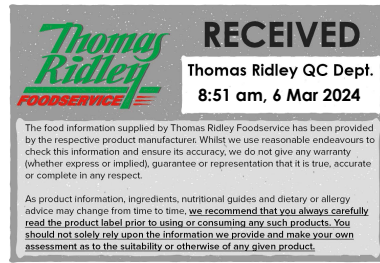 Thomas
Ridley
FOODSERVICE
RECEIVED
Thomas Ridley QC Dept.
8:51 am, 6 Mar 2024
The food information supplied by Thomas Ridley Foodservice has been provided
by the respective product manufacturer. Whilst we use reasonable endeavours to
check this information and ensure its accuracy, we do not give any warranty
(whether express or implied), guarantee or representation that it is true, accurate
or complete in any respect.
As product information, ingredients, nutritional guides and dietary or allergy
advice may change from time to time, we recommend that you always carefully
read the product label prior to using or consuming any such products. You
should not solely rely upon the information we provide and make your own
assessment as to the suitability or otherwise of any given product.